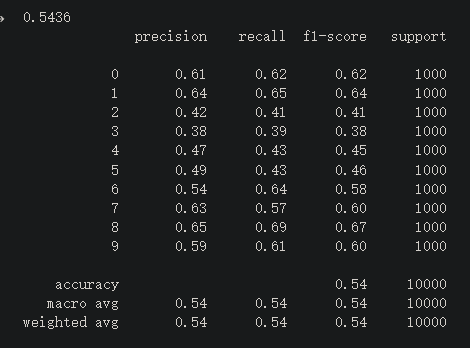 0.5436
precision recall f1-score support
0 0.61 0.62 0.62 1000
1 0.64 0.65 0.64 1000
2 0.42 0.41 0.41 1000
3 0.38 0.39 0.38 1000
4 0.47 0.43 0.45 1000
5 0.49 0.43 0.46 1000
6 0.54 0.64 0.58 1000
7 0.63 0.57 0.60 1000
8 0.65 0.69 0.67 1000
9 0.59 0.61 0.60 1000
accuracy 0.54 10000
macro avg 0.54 0.54 0.54 10000
weighted avg 0.54 0.54 0.54 10000